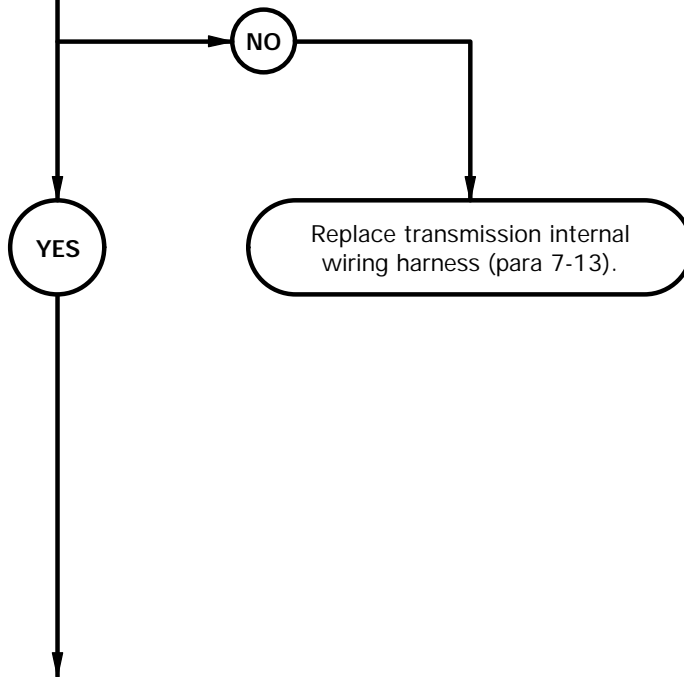 NO
YES
Replace transmission internal
wiring harness (para 7-13).